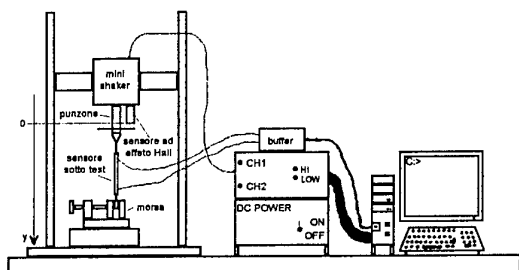 mini
shaker
punzone
0
sensore ad
effeto Hall
sensore
sotto test
morsa
y
buffer
CH1
HI
LOW
CH2
DC POWER
ON
OFF
C:>